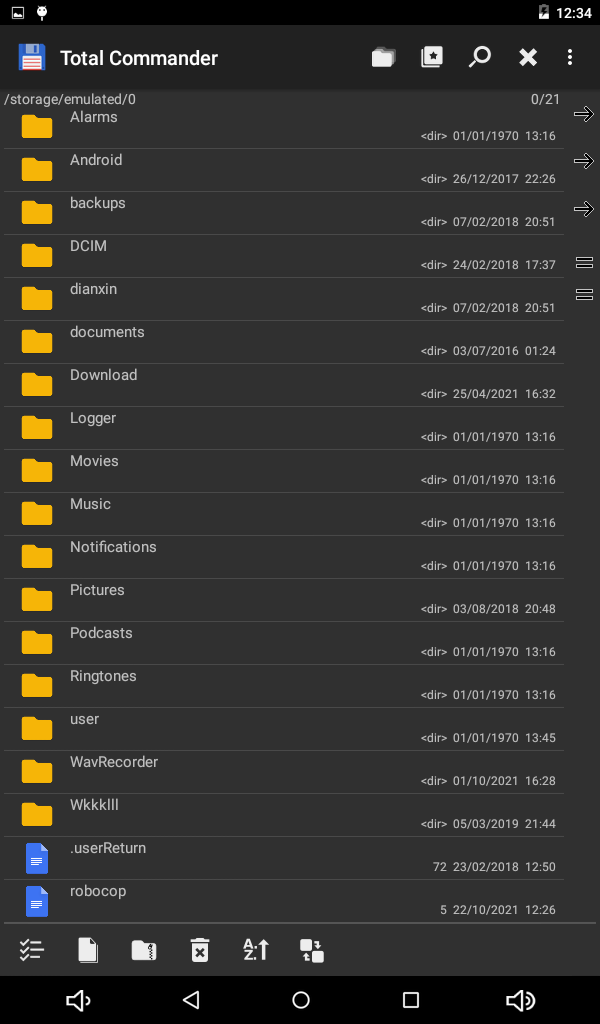 12:34
Total Commander
/storage/emulated/0 0/21
Alarms
<dir> 01/01/1970 13:16
Android
<dir> 26/12/2017 22:26
backups
<dir> 07/02/2018 20:51
DCIM
<dir> 24/02/2018 17:37
dianxin
<dir> 07/02/2018 20:51
documents
<dir> 03/07/2016 01:24
Download
<dir> 25/04/2021 16:32
Logger
<dir> 01/01/1970 13:16
Movies
<dir> 01/01/1970 13:16
Music
<dir> 01/01/1970 13:16
Notifications
<dir> 01/01/1970 13:16
Pictures
<dir> 03/08/2018 20:48
Podcasts
<dir> 01/01/1970 13:16
Ringtones
<dir> 01/01/1970 13:16
user
<dir> 01/01/1970 13:45
WavRecorder
<dir> 01/10/2021 16:28
Wkkklll
<dir> 05/03/2019 21:44
.userReturn
72 23/02/2018 12:50
robocop
5 22/10/2021 12:26
A..
Z.: